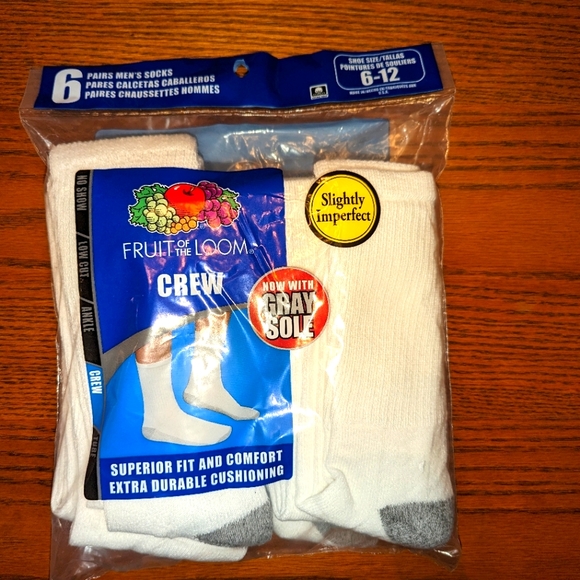 6 PAIRS MEN'S SOCKS
PARES CALCETAS CABALLEROS
PAIRES CHAUSSETTES HOMMES
SHOE SIZE/TALLAS
POINTURES DE SOULIERS
6-12
NO SHOW
LOW CUT
ANKLE
CREW
FRUIT OF THE LOOM®
CREW
Slightly
imperfect
NOW WITH
GRAY
SOLE
SUPERIOR FIT AND COMFORT
EXTRA DURABLE CUSHIONING